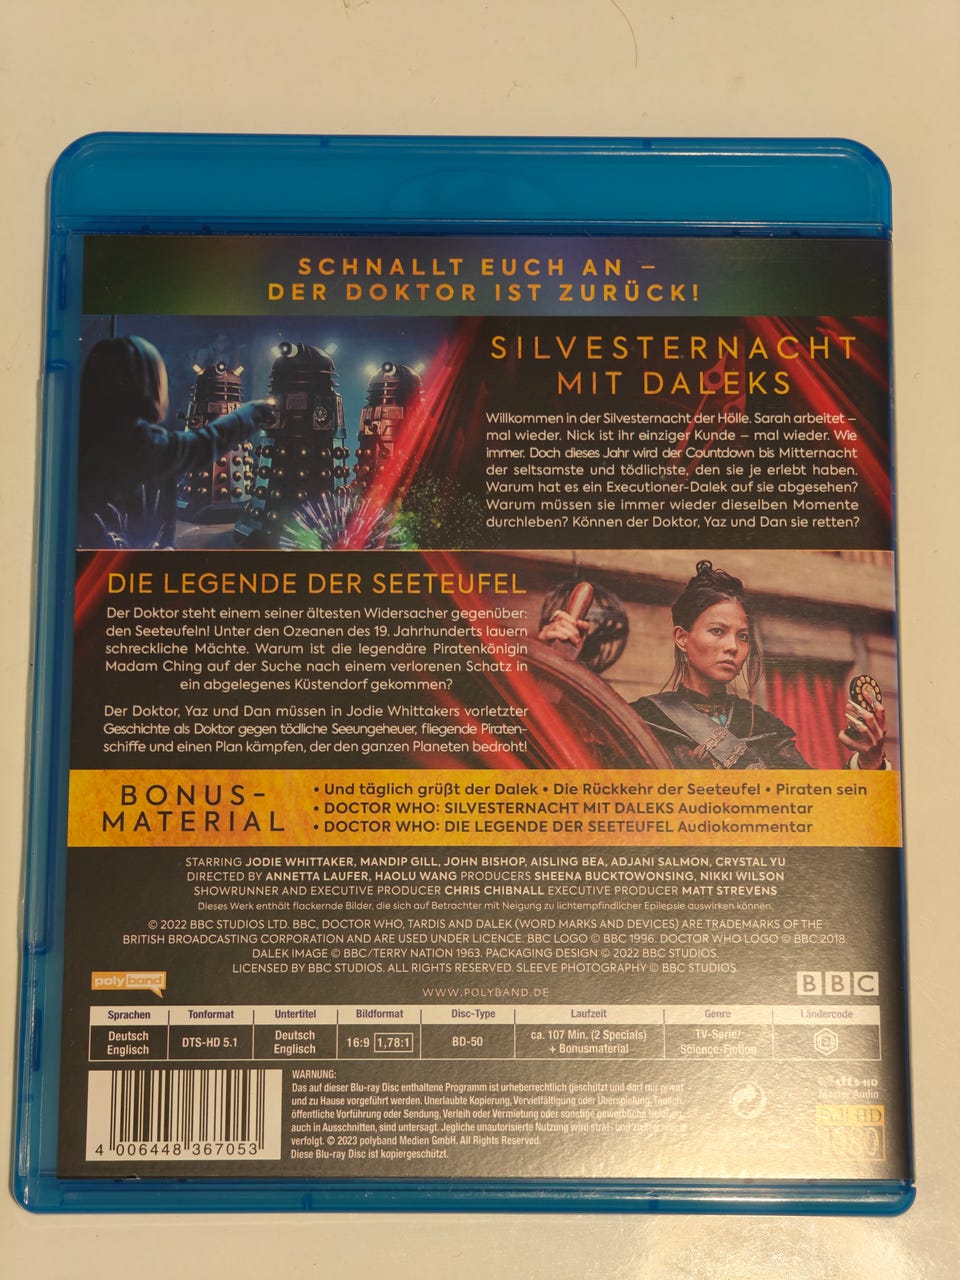 SCHNALLT EUCH AN –
DER DOKTOR IST ZURÜCK!
SILVESTERNACHT
MIT DALEKS
Willkommen in der Silvesternacht der Hölle. Sarah arbeitet –
mal wieder. Nick ist ihr einziger Kunde – mal wieder. Wie
immer. Doch dieses Jahr wird der Countdown bis Mitternacht
der seltsamste und tödlichste, den sie je erlebt haben.
Warum hat es ein Executioner-Dalek auf sie abgesehen?
Warum müssen sie immer wieder dieselben Momente
durchleben? Können der Doktor, Yaz und Dan sie retten?
DIE LEGENDE DER SEETEUFEL
Der Doktor steht einem seiner ältesten Widersacher gegenüber:
den Seeteufeln! Unter den Ozeanen des 19. Jahrhunderts lauern
schreckliche Mächte. Warum ist die legendäre Piratenkönigin
Madam Ching auf der Suche nach einem verlorenen Schatz in
ein abgelegenes Küstendorf gekommen?
Der Doktor, Yaz und Dan müssen in Jodie Whittakers vorletzter
Geschichte als Doktor gegen tödliche Seeungeheuer, fliegende Piraten-
schiffe und einen Plan kämpfen, der den ganzen Planeten bedroht!
BONUS-
MATERIAL
• Und täglich grüßt der Dalek • Die Rückkehr der Seeteufel • Piraten sein
• DOCTOR WHO: SILVESTERNACHT MIT DALEKS Audiokommentar
• DOCTOR WHO: DIE LEGENDE DER SEETEUFEL Audiokommentar
STARRING JODIE WHITTAKER, MANDIP GILL, JOHN BISHOP, AISLING BEA, ADJANI SALMON, CRYSTAL YU
DIRECTED BY ANNETTA LAUFER, HAOLU WANG PRODUCERS SHEENA BUCKTOWONSING, NIKKI WILSON
SHOWRUNNER AND EXECUTIVE PRODUCER CHRIS CHIBNALL EXECUTIVE PRODUCER MATT STREVENS
Dieses Werk enthält flackernde Bilder, die sich auf Betrachter mit Neigung zu lichtempfindlicher Epilepsie auswirken können.
© 2022 BBC STUDIOS LTD. BBC, DOCTOR WHO, TARDIS AND DALEK (WORD MARKS AND DEVICES) ARE TRADEMARKS OF THE
BRITISH BROADCASTING CORPORATION AND ARE USED UNDER LICENCE. BBC LOGO © BBC 1996. DOCTOR WHO LOGO © BBC 2018.
DALEK IMAGE © BBC/TERRY NATION 1963. PACKAGING DESIGN © 2022 BBC STUDIOS.
LICENSED BY BBC STUDIOS. ALL RIGHTS RESERVED. SLEEVE PHOTOGRAPHY © BBC STUDIOS.
polyband
WWW.POLYBAND.DE
BBC
Sprachen Tonformat Untertitel Bildformat Disc-Type Laufzeit Genre Ländercode
Deutsch
Englisch
DTS-HD 5.1
Deutsch
Englisch
16:9 1,78:1
BD-50
ca. 107 Min. (2 Specials)
+ Bonusmaterial
TV-Serie/
Science-Fiction
WARNUNG:
Das auf dieser Blu-ray Disc enthaltene Programm ist urheberrechtlich geschützt und darf nur privat
und zu Hause vorgeführt werden. Unerlaubte Kopierung, Vervielfältigung oder Überspielung, Tausch,
öffentliche Vorführung oder Sendung, Verleih oder Vermietung oder sonstige gewerbliche Nutzung,
auch in Ausschnitten, sind untersagt. Jegliche unautorisierte Nutzung wird straf- und zivilrechtlich
verfolgt. © 2023 polyband Medien GmbH. All Rights Reserved.
Diese Blu-ray Disc ist kopiergeschützt.
4 006448 367053
dts-HD
Master Audio
FULL HD
1080